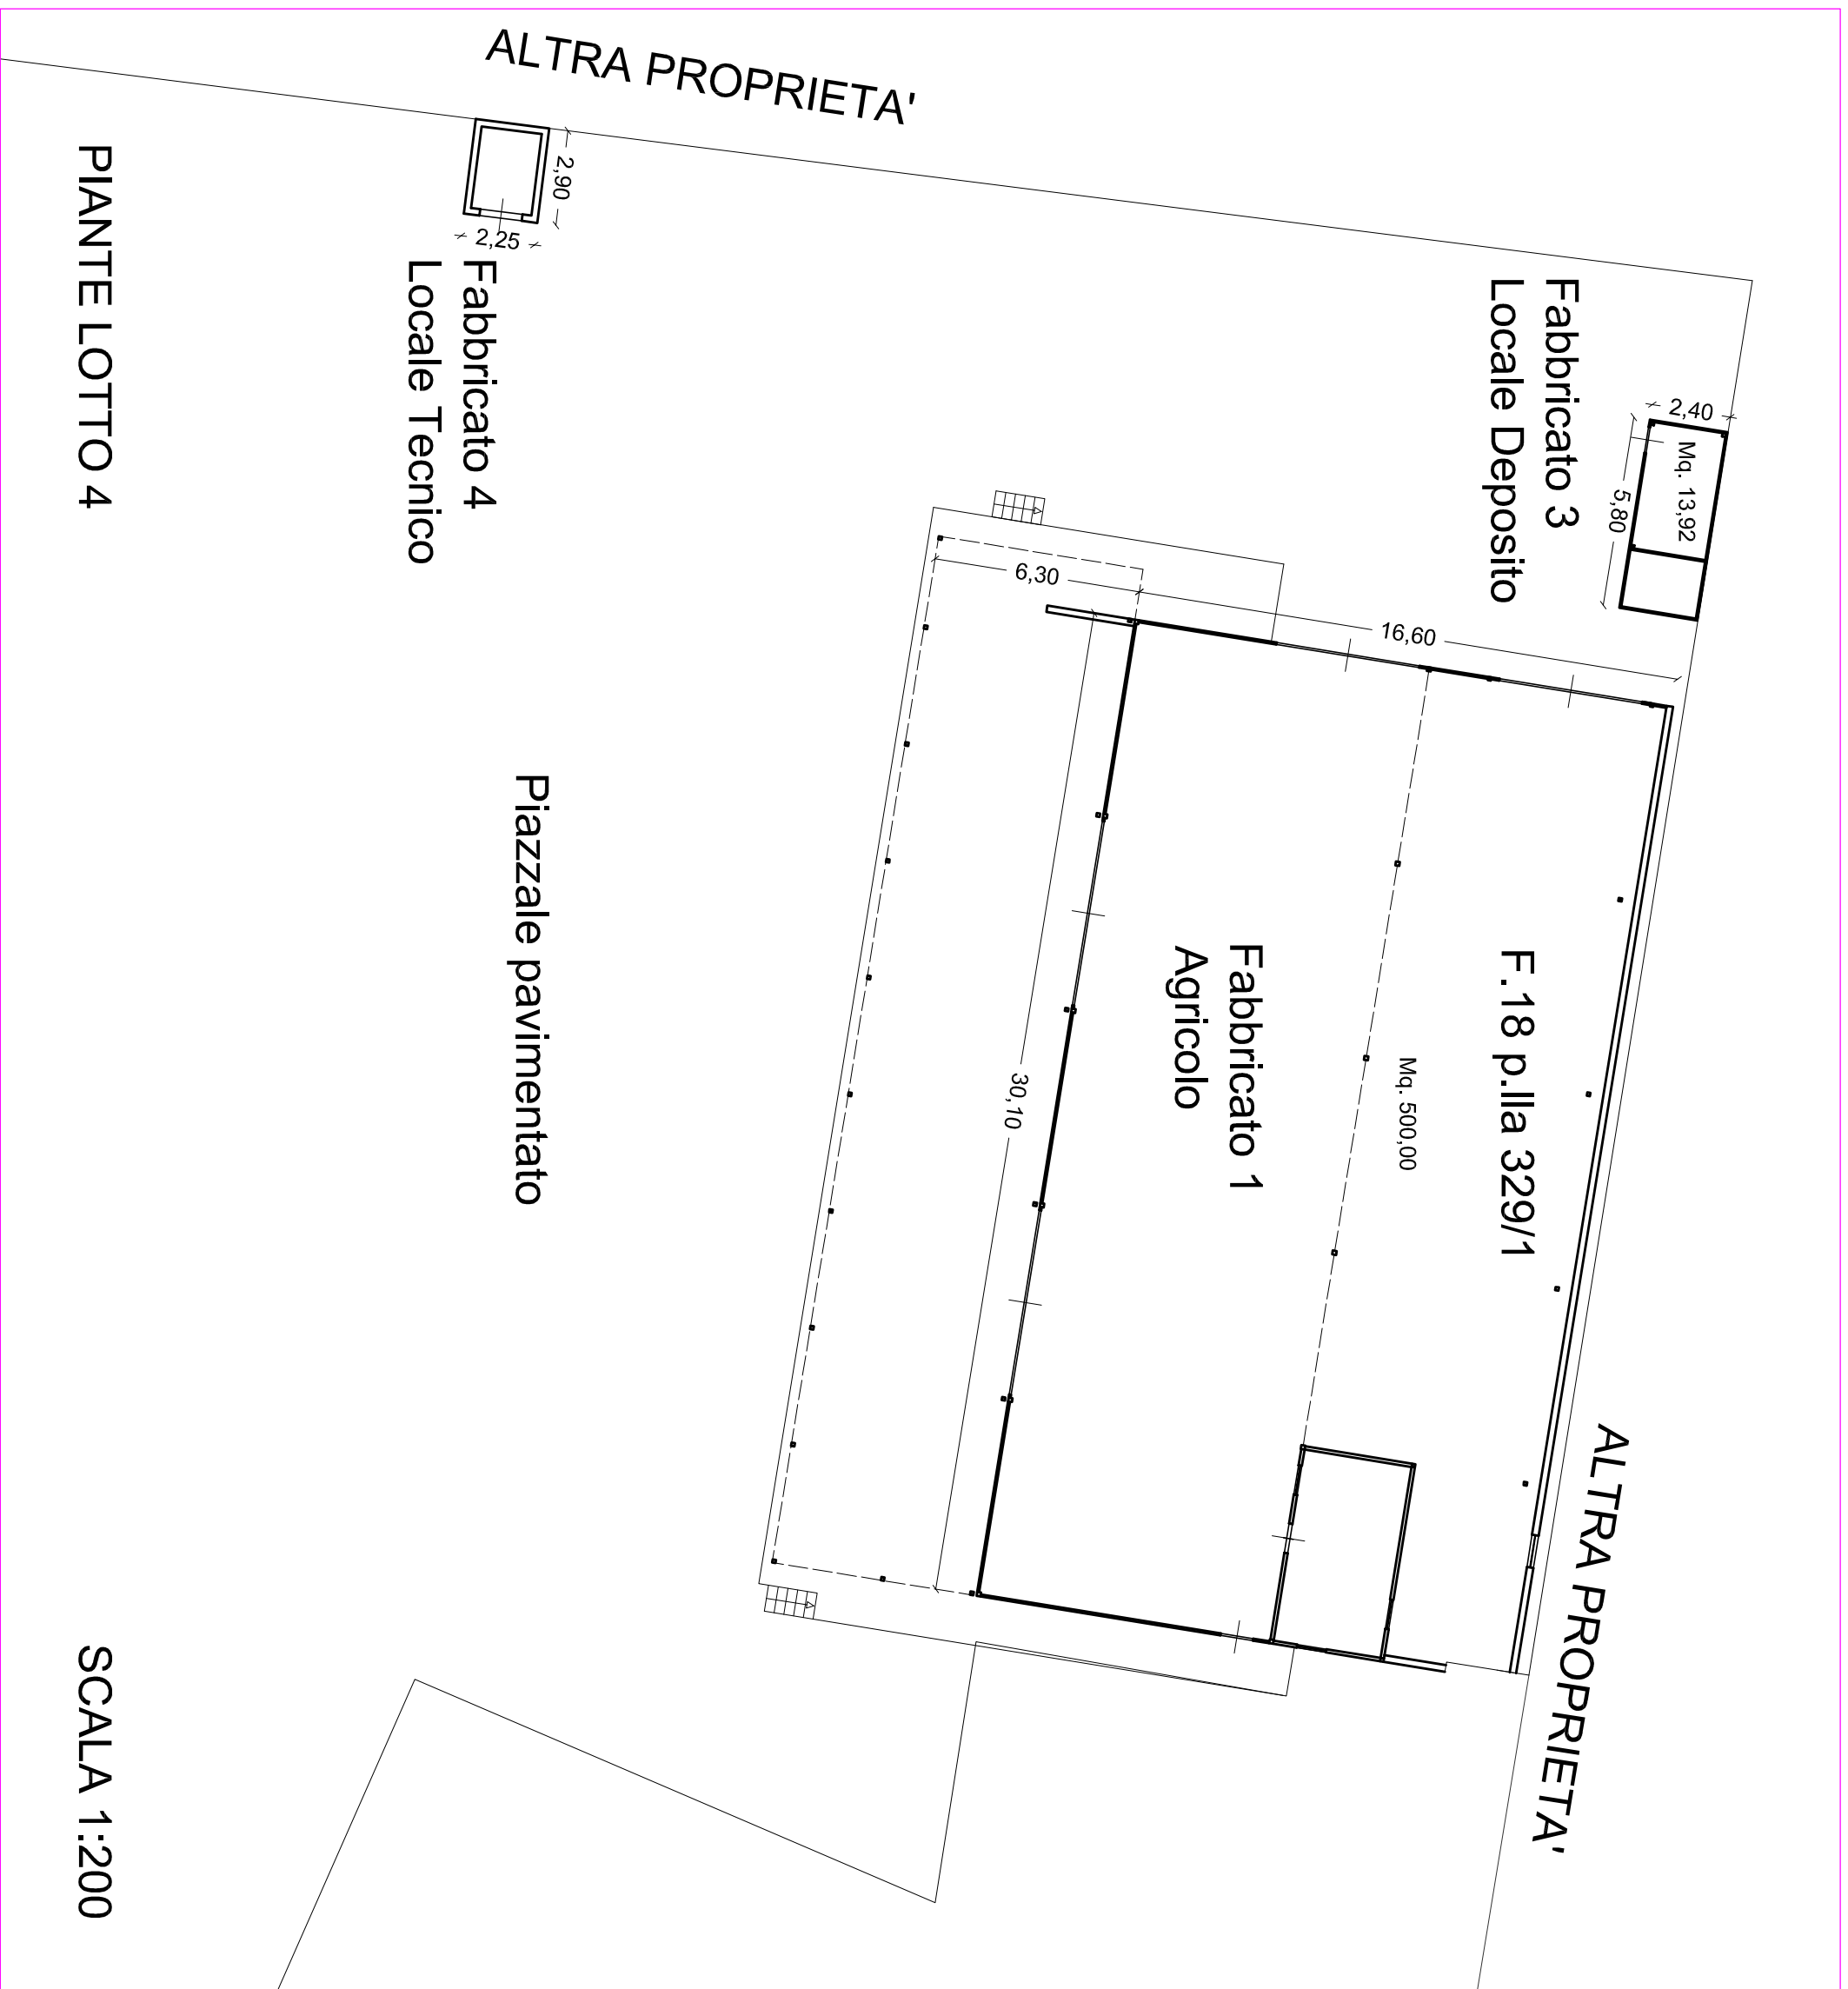 ALTRA PROPRIETA'
PIANTE LOTTO 4
2,90
2,25
Fabbricato 4
Locale Tecnico
Fabbricato 3
Locale Deposito
2,40
Mq. 13,92
5,80
6,30
16,60
30,10
Piazzale pavimentato
Fabbricato 1
Agricolo
Mq. 500,00
F.18 p.lla 329/1
ALTRA PROPRIETA'
SCALA 1:200